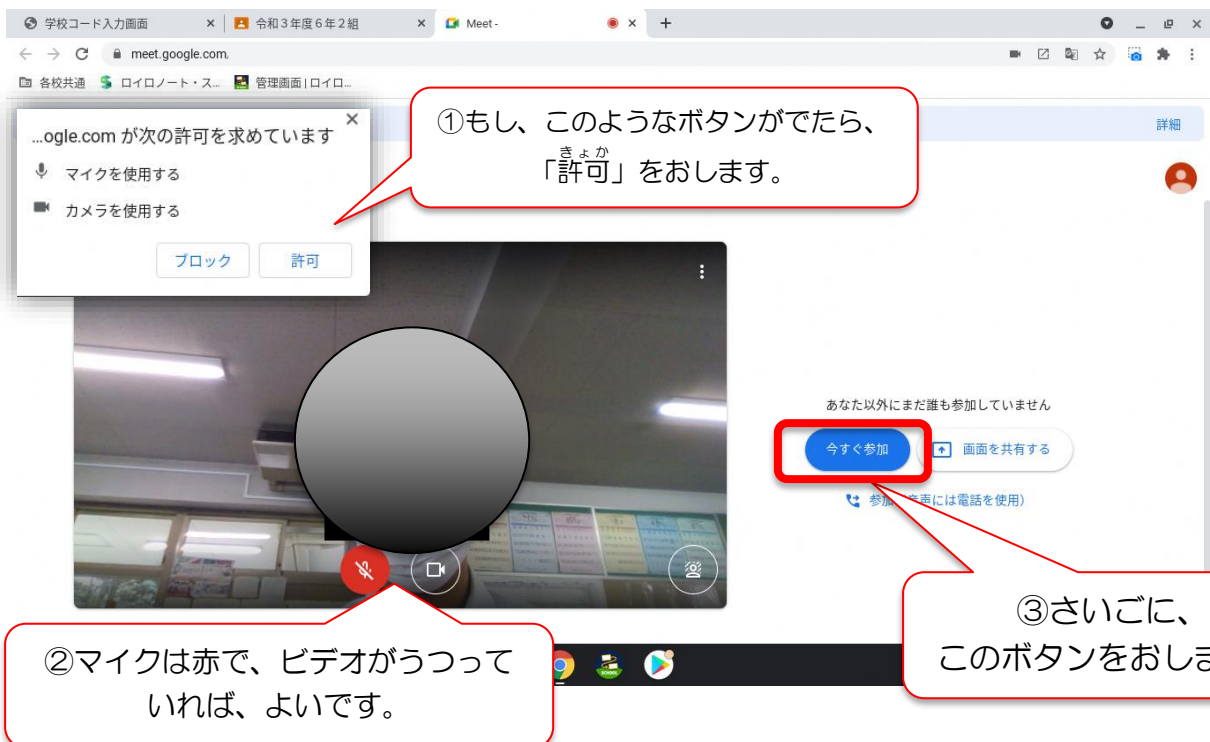 学校コード入力画面
令和3年度6年2組
Meet -
meet.google.com
各校共通
ロイロノート・ス...
管理画面|ロイロ...
...ogle.com が次の許可を求めています
マイクを使用する
カメラを使用する
ブロック
許可
①もし、このようなボタンがでたら、
きょか
「許可」をおします。
詳細
あなた以外にまだ誰も参加していません
今すぐ参加
画面を共有する
参加
音声には電話を使用）
②マイクは赤で、ビデオがうつって
いれば、よいです。
③さいごに、
このボタンをおしま